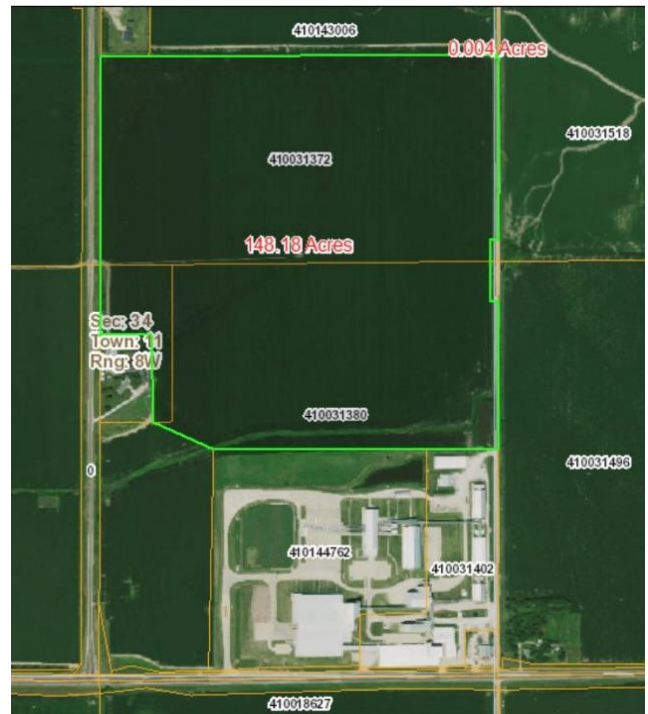 410143006
0.004 Acres
410031518
410031372
148.18 Acres
Sec: 34
Town: 11
Rng: 8W
410031380
0
410031496
410144762
410031402
410018627